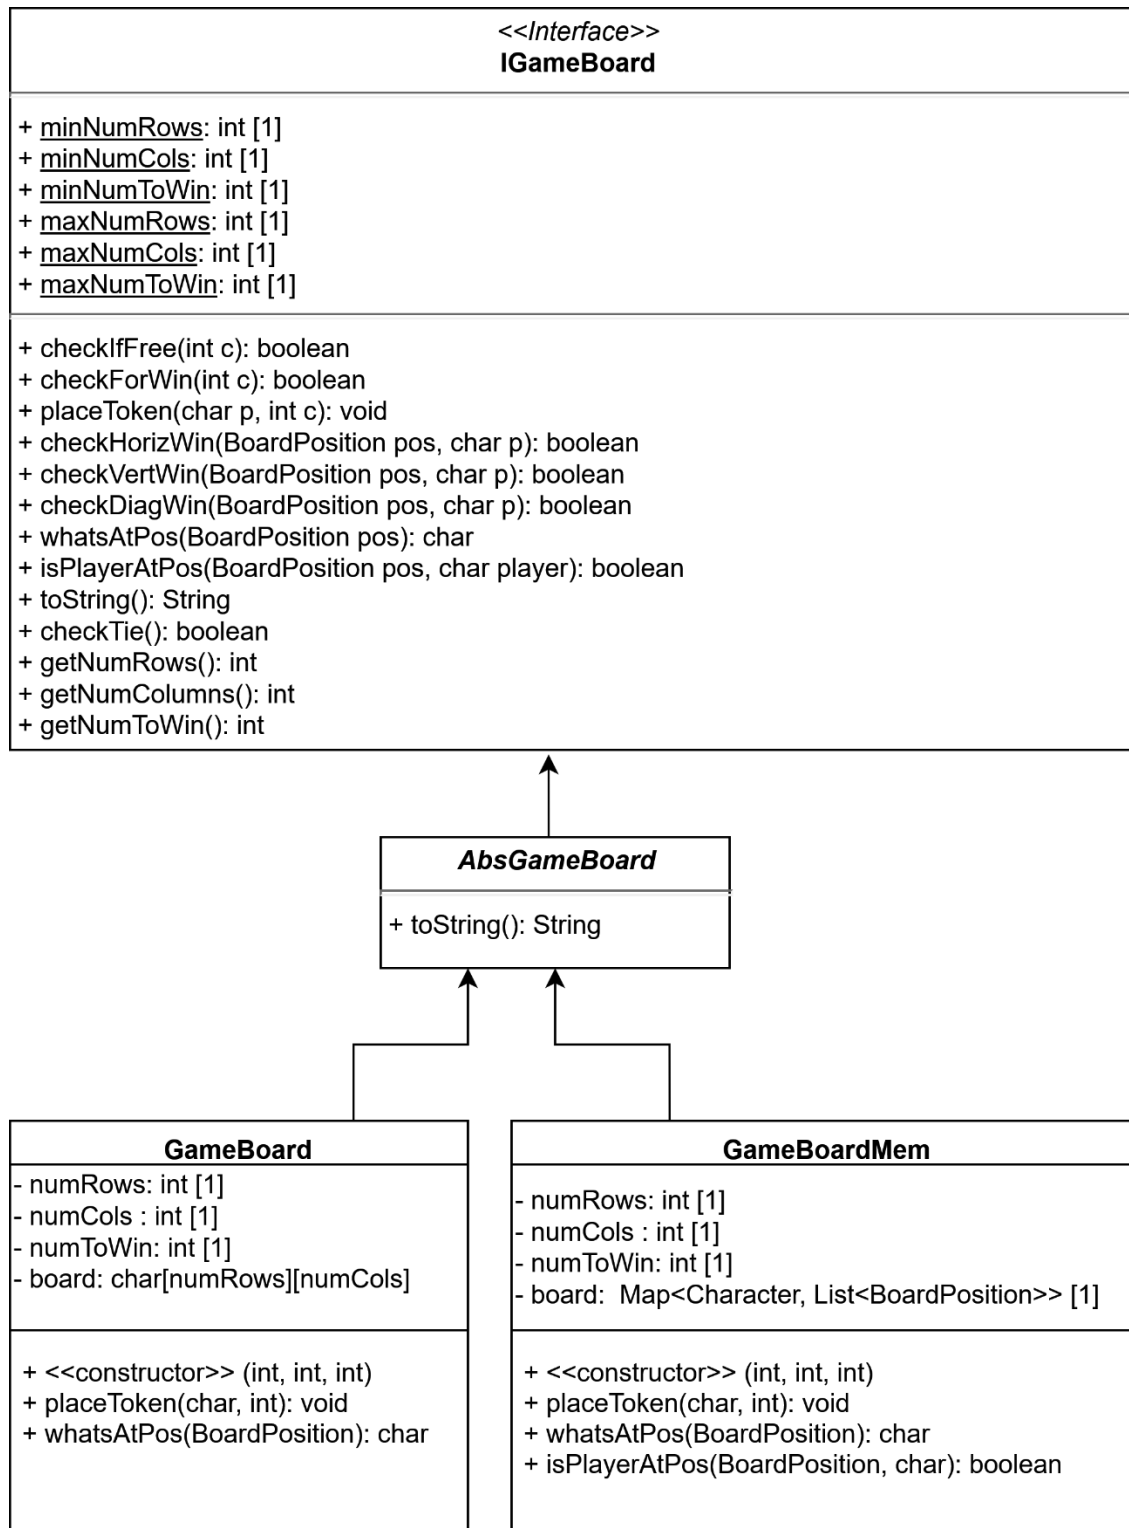 <<Interface>>
IGameBoard
+ minNumRows: int [1]
+ minNumCols: int [1]
+ minNumToWin: int [1]
+ maxNumRows: int [1]
+ maxNumCols: int [1]
+ maxNumToWin: int [1]
+ checkIfFree(int c): boolean
+ checkForWin(int c): boolean
+ placeToken(char p, int c): void
+ checkHorizWin(BoardPosition pos, char p): boolean
+ checkVertWin(BoardPosition pos, char p): boolean
+ checkDiagWin(BoardPosition pos, char p): boolean
+ whatsAtPos(BoardPosition pos): char
+ isPlayerAtPos(BoardPosition pos, char player): boolean
+ toString(): String
+ checkTie(): boolean
+ getNumRows(): int
+ getNumColumns(): int
+ getNumToWin(): int
AbsGameBoard
+ toString(): String
GameBoard
- numRows: int [1]
- numCols : int [1]
- numToWin: int [1]
- board: char[numRows][numCols]
+ <<constructor>> (int, int, int)
+ placeToken(char, int): void
+ whatsAtPos(BoardPosition): char
GameBoardMem
- numRows: int [1]
- numCols : int [1]
- numToWin: int [1]
- board:  Map<Character, List<BoardPosition>> [1]
+ <<constructor>> (int, int, int)
+ placeToken(char, int): void
+ whatsAtPos(BoardPosition): char
+ isPlayerAtPos(BoardPosition, char): boolean